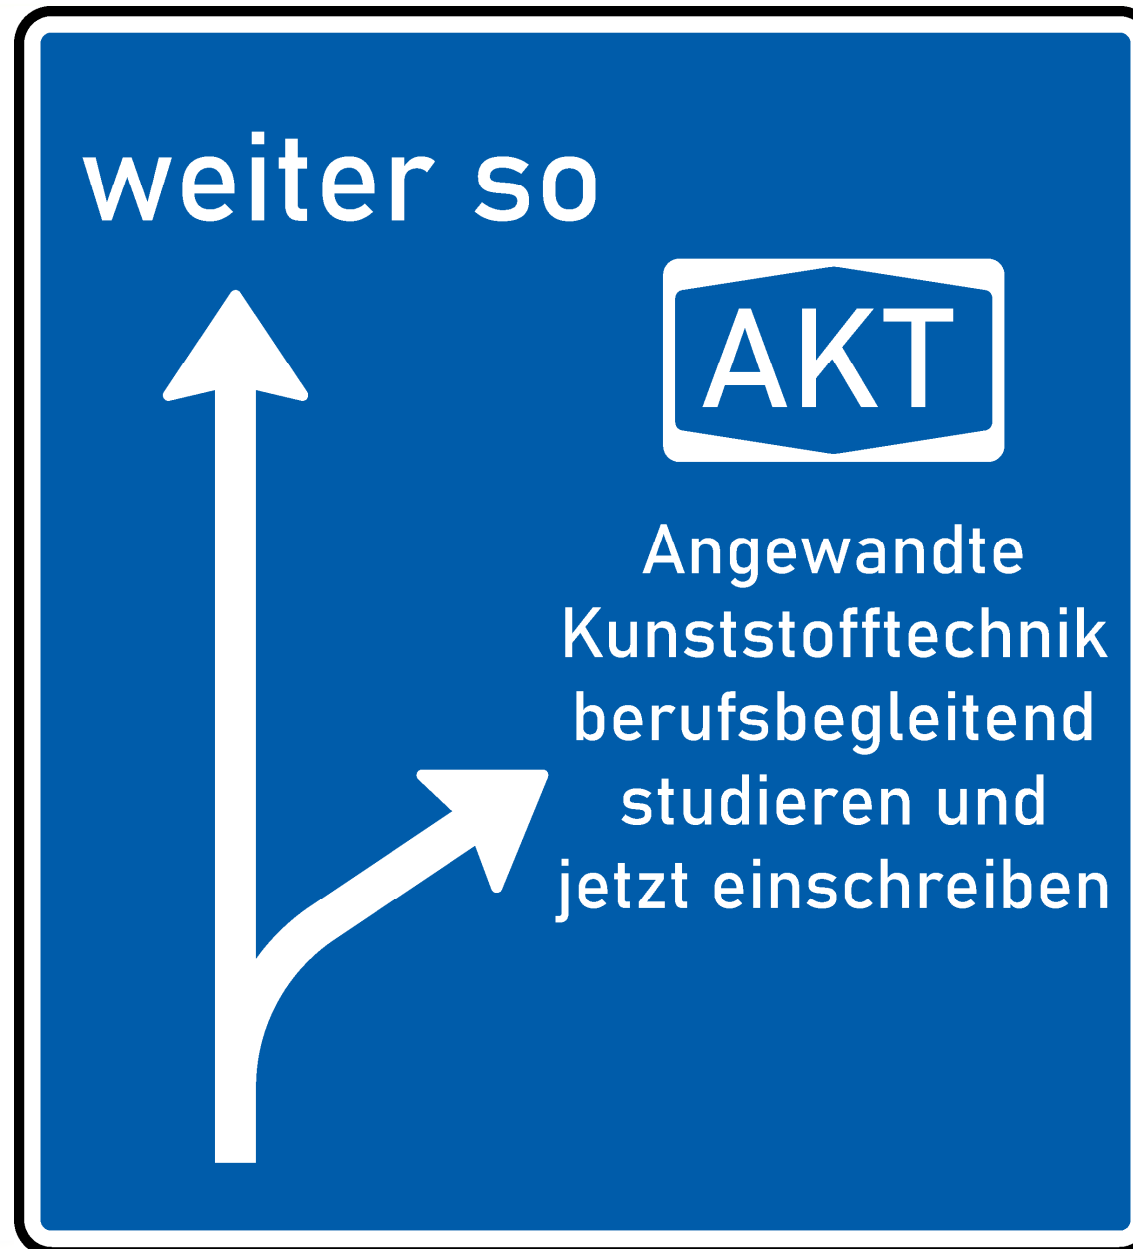 weiter so
AKT
Angewandte
Kunststofftechnik
berufsbegleitend
studieren und
jetzt einschreiben